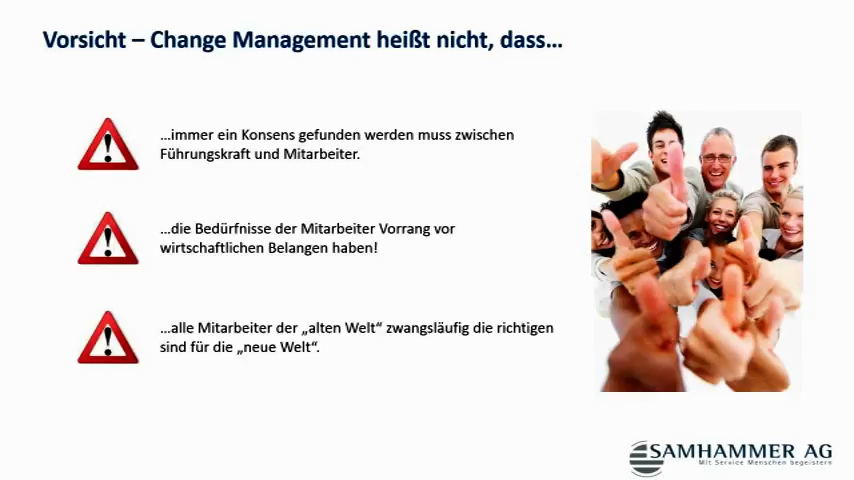 Vorsicht – Change Management heißt nicht, dass...
...immer ein Konsens gefunden werden muss zwischen
Führungskraft und Mitarbeiter.
...die Bedürfnisse der Mitarbeiter Vorrang vor
wirtschaftlichen Belangen haben!
...alle Mitarbeiter der „alten Welt“ zwangsläufig die richtigen
sind für die „neue Welt“.
SAMHAMMER AG
Mit Service Menschen begeistern